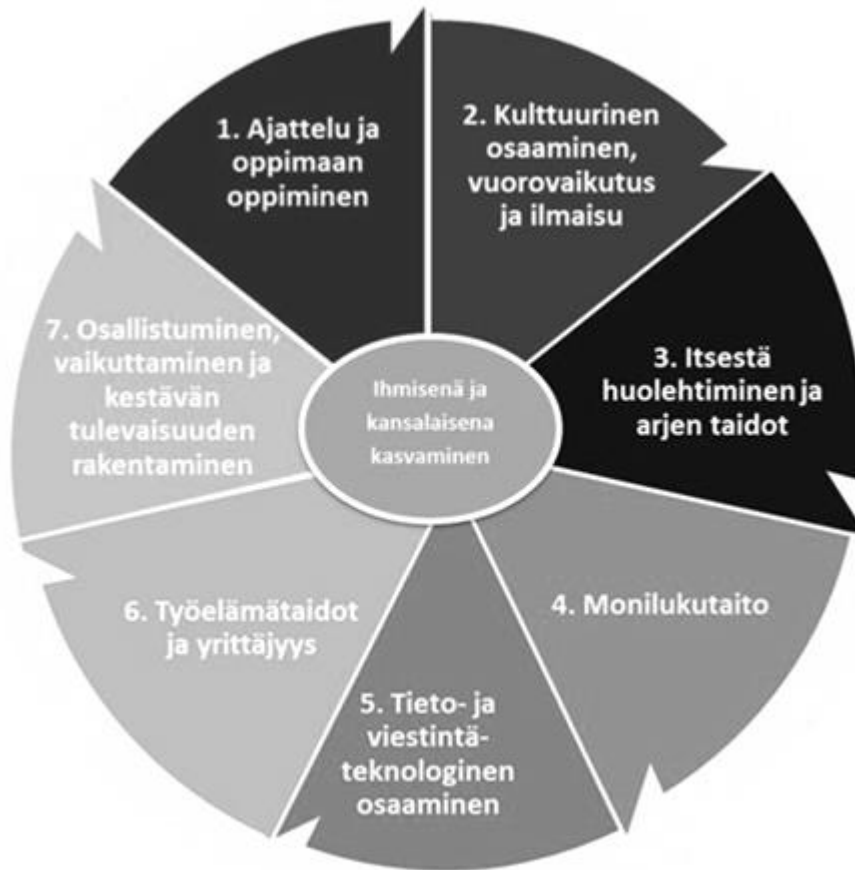 1. Ajattelu ja
oppimaan
oppiminen
2. Kulttuurinen
osaaminen,
vuorovaikutus
ja ilmaisu
3. Itsestä
huolehtiminen ja
arjen taidot
4. Monilukutaito
5. Tieto- ja
viestintä-
teknologinen
osaaminen
6. Työelämätaidot
ja yrittäjyys
7. Osallistuminen,
vaikuttaminen ja
kestävän
tulevaisuuden
rakentaminen
Ihmisenä ja
kansalaisena
kasvaminen